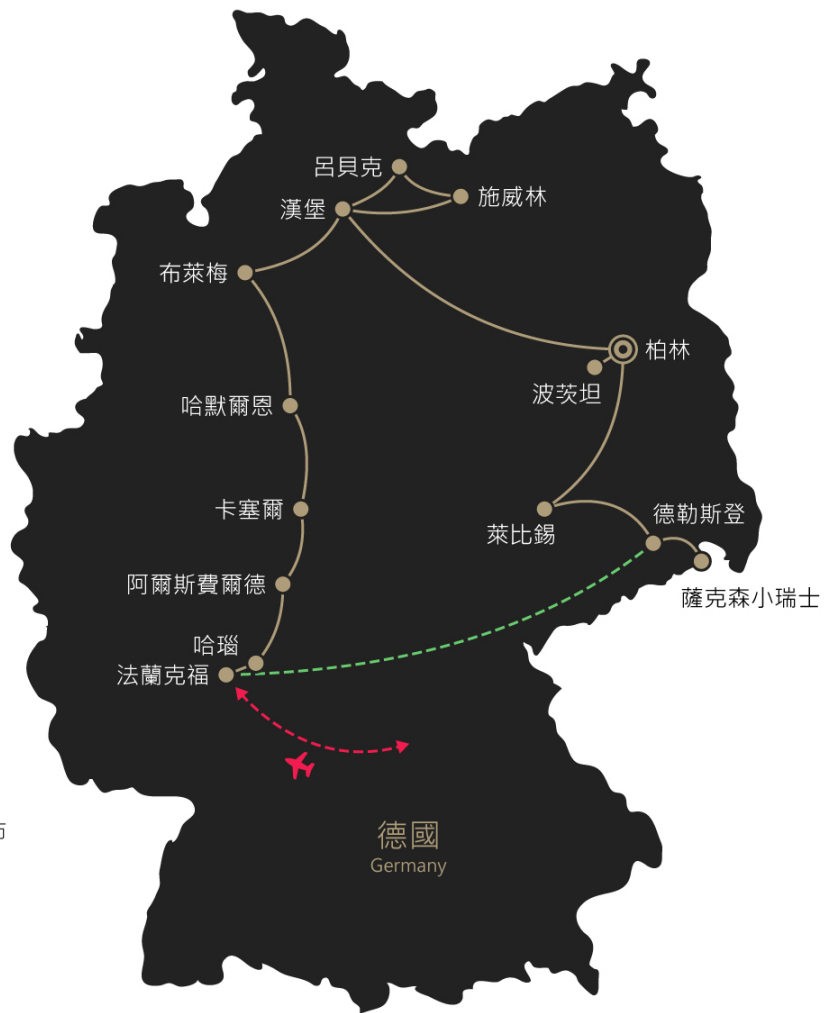 呂貝克
施威林
漢堡
布萊梅
柏林
波茨坦
哈默爾恩
卡塞爾
德勒斯登
萊比錫
阿爾斯費爾德
薩克森小瑞士
哈瑙
法蘭克福
德國
Germany